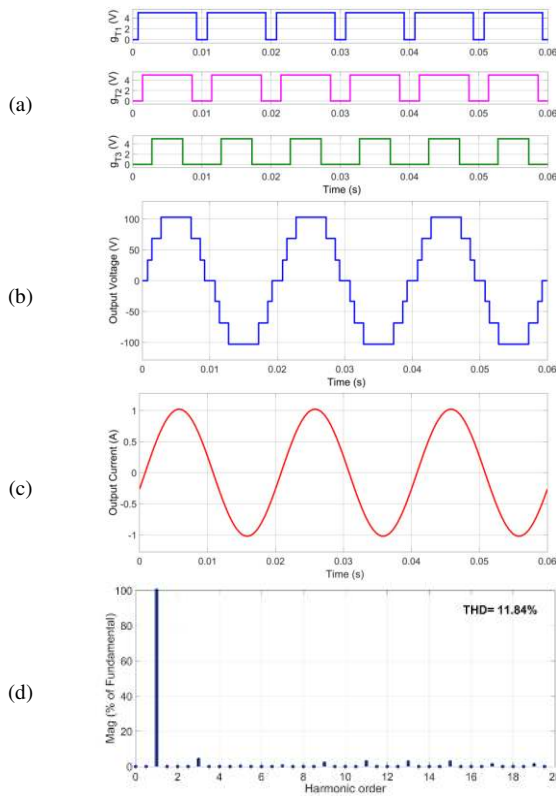 (a)
g_T1 (V)
4
2
0
0 0.01 0.02 0.03 0.04 0.05 0.06
g_T2 (V)
4
2
0
0 0.01 0.02 0.03 0.04 0.05 0.06
g_T3 (V)
4
2
0
0 0.01 0.02 0.03 0.04 0.05 0.06
Time (s)
(b)
Output Voltage (V)
100
50
0
-50
-100
0 0.01 0.02 0.03 0.04 0.05 0.06
Time (s)
(c)
Output Current (A)
1
0.5
0
-0.5
-1
0 0.01 0.02 0.03 0.04 0.05 0.06
Time (s)
(d)
Mag (% of Fundamental)
100
80
60
40
20
0
THD= 11.84%
0 2 4 6 8 10 12 14 16 18 20
Harmonic order